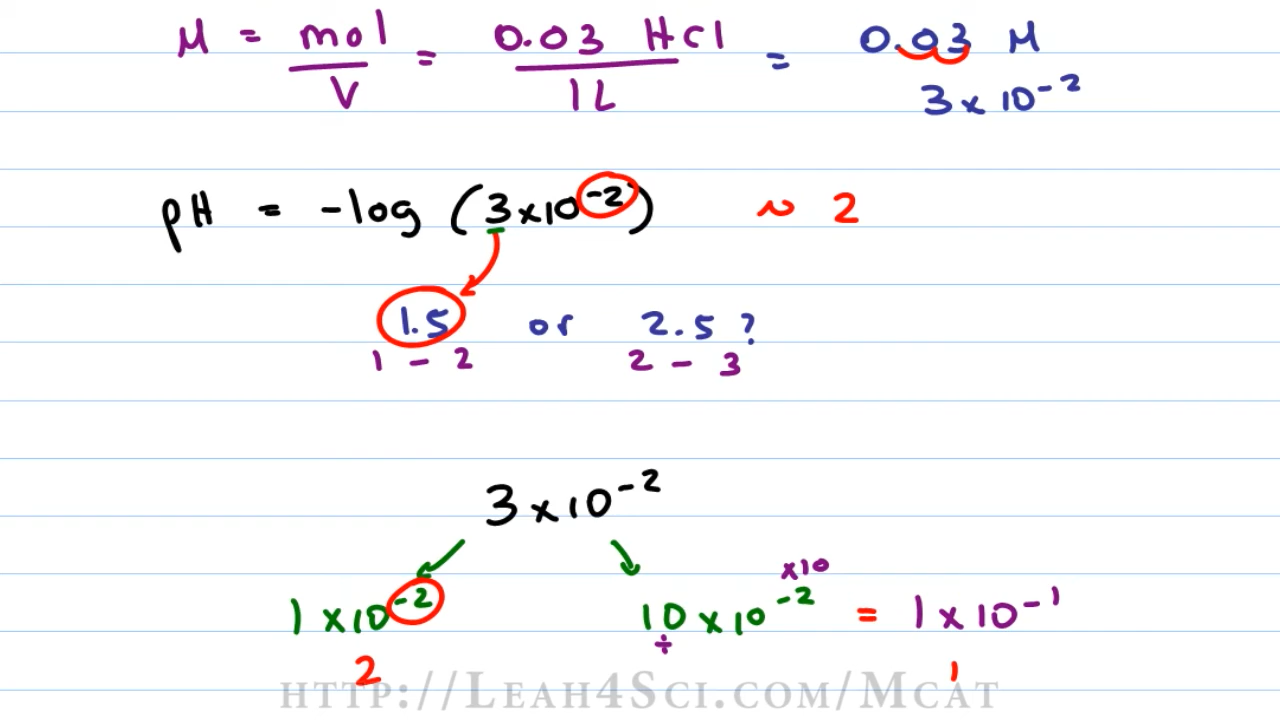 M = mol / V = 0.03 HCl / 1L = 0.03 M
3 x 10⁻²
pH = -log (3x10⁻²) ~ 2
1.5 or 2.5 ?
1 - 2 2 - 3
3 x 10⁻²
x10
1 x 10⁻² 10 x 10⁻² = 1 x 10⁻¹
÷
2 1
HTTP://LEAH4SCI.COM/MCAT